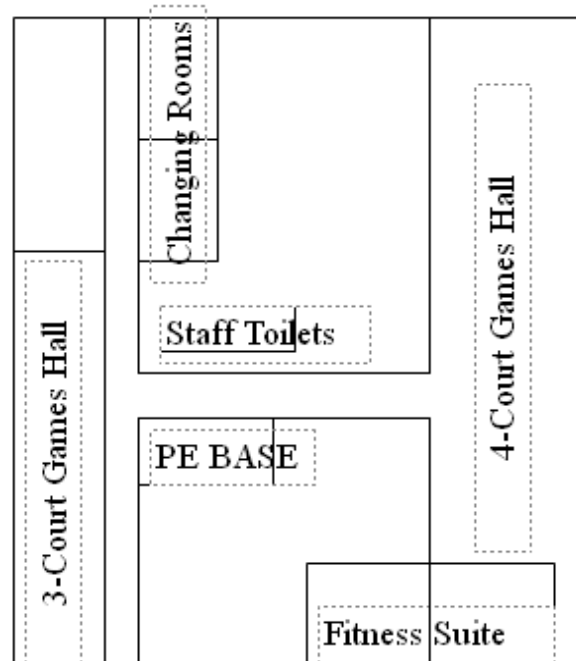 Changing Rooms
4-Court Games Hall
3-Court Games Hall
Staff Toilets
PE BASE
Fitness Suite